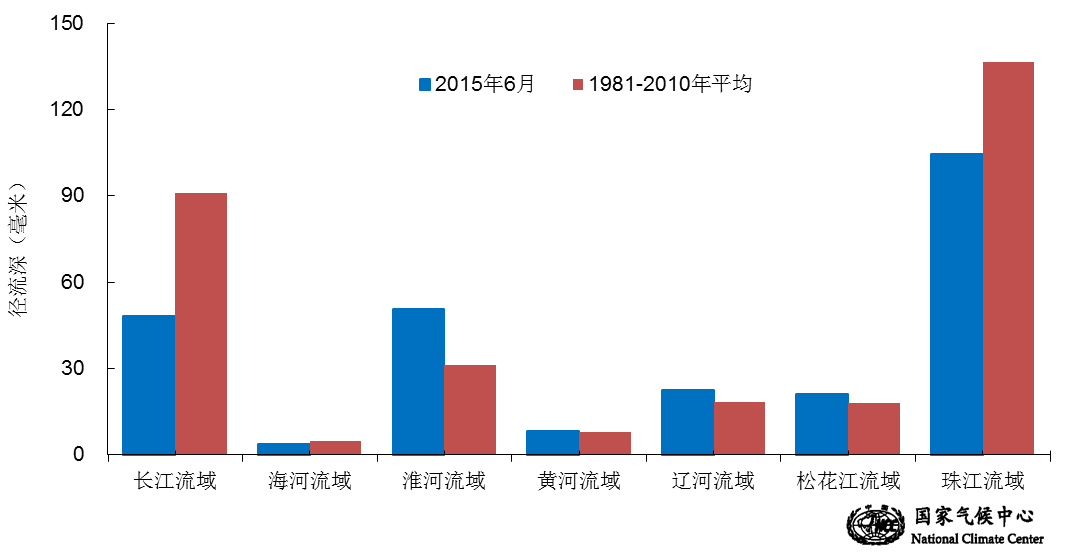 150
120
90
60
30
0
径流深（毫米）
2015年6月
1981-2010年平均
长江流域
海河流域
淮河流域
黄河流域
辽河流域
松花江流域
珠江流域
国家气候中心
National Climate Center